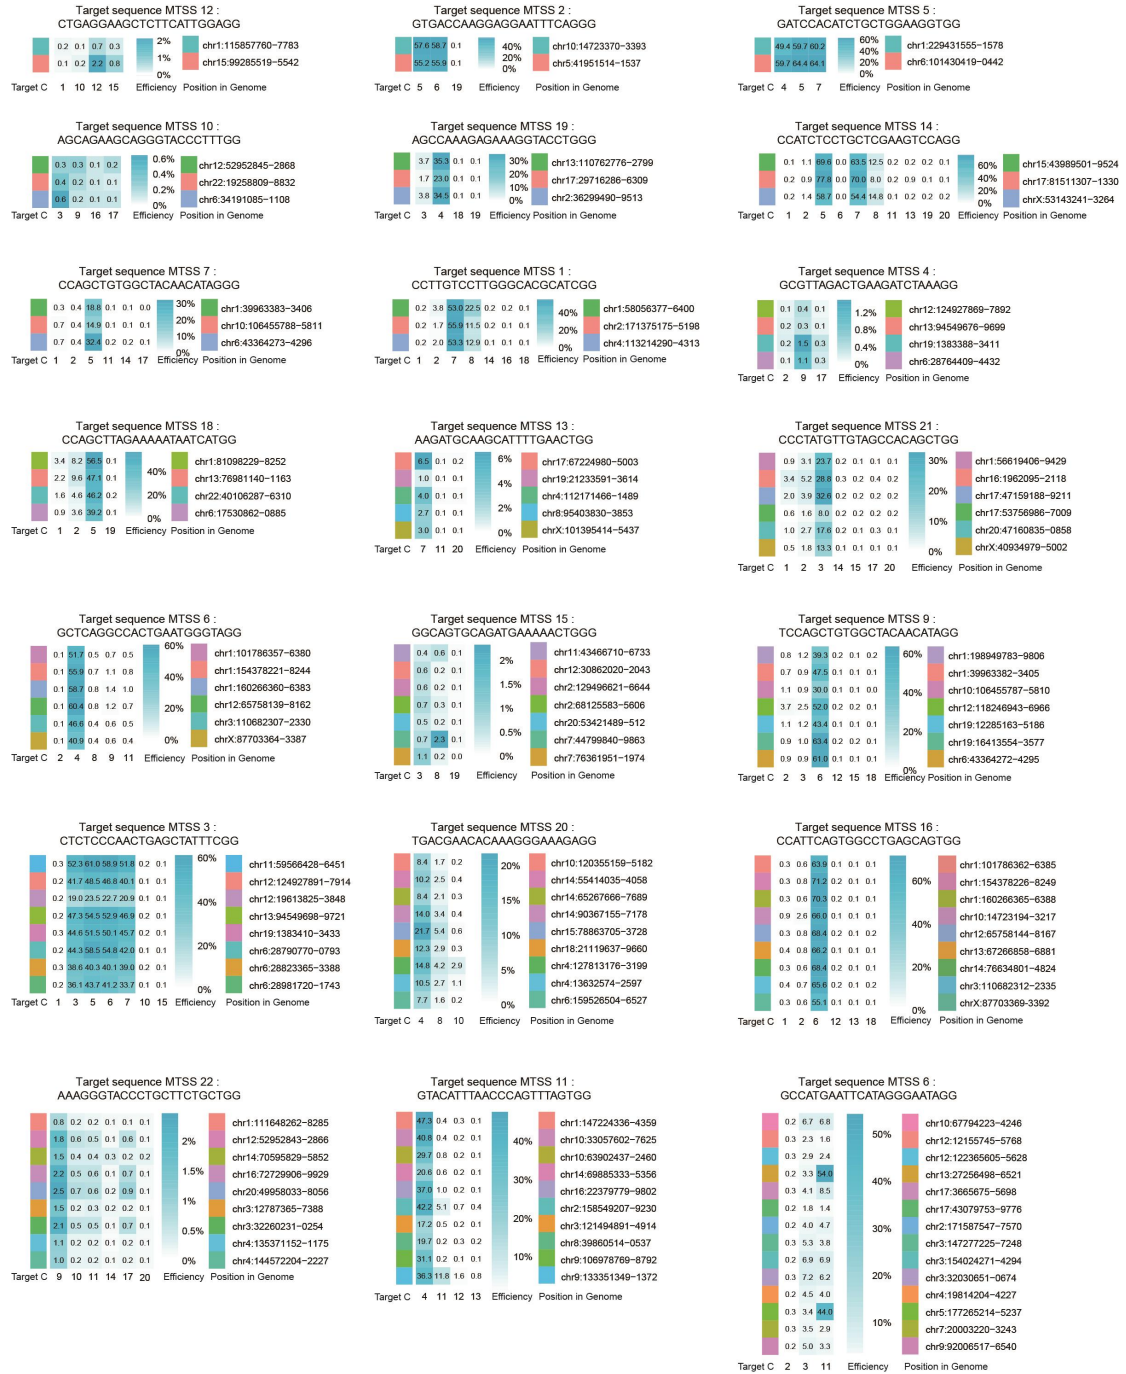 Target sequence MTSS 12 :
CTGAGGAAGCTCTTCATTGGAGG
0.2 0.1 0.7 0.3
0.1 0.2 2.2 0.8
2%
1%
0%
chr1:115857760−7783
chr15:99285519−5542
Target C 1 10 12 15 Efficiency Position in Genome
Target sequence MTSS 2 :
GTGACCAAGGAGGAATTTCAGGG
57.6 58.7 0.1
55.2 55.9 0.1
40%
20%
0%
chr10:14723370−3393
chr5:41951514−1537
Target C 5 6 19 Efficiency Position in Genome
Target sequence MTSS 5 :
GATCCACATCTGCTGGAAGGTGG
49.4 59.7 60.2
59.7 64.4 64.1
60%
40%
20%
0%
chr1:229431555−1578
chr6:101430419−0442
Target C 4 5 7 Efficiency Position in Genome
Target sequence MTSS 10 :
AGCAGAAGCAGGGTACCCTTTGG
0.3 0.3 0.1 0.2
0.4 0.2 0.1 0.1
0.6 0.2 0.1 0.1
0.6%
0.4%
0.2%
0%
chr12:52952845−2868
chr22:19258809−8832
chr6:34191085−1108
Target C 3 9 16 17 Efficiency Position in Genome
Target sequence MTSS 19 :
AGCCAAAGAGAAAGGTACCTGGG
3.7 35.3 0.1 0.1
1.7 23.0 0.1 0.1
3.8 34.5 0.1 0.1
30%
20%
10%
0%
chr13:110762776−2799
chr17:29716286−6309
chr2:36299490−9513
Target C 3 4 18 19 Efficiency Position in Genome
Target sequence MTSS 14 :
CCATCTCCTGCTCGAAGTCCAGG
0.1 1.1 69.6 0.0 63.5 12.5 0.2 0.2 0.2 0.1
0.2 0.9 77.8 0.0 70.0 8.0 0.2 0.9 0.1 0.1
0.2 1.4 58.7 0.0 54.4 14.8 0.1 0.2 0.2 0.2
60%
40%
20%
0%
chr15:43989501−9524
chr17:81511307−1330
chrX:53143241−3264
Target C 1 2 5 6 7 8 11 13 19 20 Efficiency Position in Genome
Target sequence MTSS 7 :
CCAGCTGTGGCTACAACATAGGG
0.3 0.4 18.8 0.1 0.1 0.0
0.7 0.4 14.9 0.1 0.1 0.1
0.7 0.4 32.4 0.2 0.2 0.1
30%
20%
10%
0%
chr1:39963383−3406
chr10:106455788−5811
chr6:43364273−4296
Target C 1 2 5 11 14 17 Efficiency Position in Genome
Target sequence MTSS 1 :
CCTTGTCCTTGGGCACGCATCGG
0.2 3.8 53.0 22.5 0.2 0.2 0.1
0.2 1.7 55.9 11.5 0.2 0.1 0.1
0.2 2.0 53.3 12.9 0.1 0.1 0.1
40%
20%
0%
chr1:58056377−6400
chr2:171375175−5198
chr4:113214290−4313
Target C 1 2 7 8 14 16 18 Efficiency Position in Genome
Target sequence MTSS 4 :
GCGTTAGACTGAAGATCTAAAGG
0.1 0.4 0.1
0.2 0.3 0.1
0.2 1.5 0.3
0.1 1.1 0.3
1.2%
0.8%
0.4%
0%
chr12:124927869−7892
chr13:94549676−9699
chr19:1383388−3411
chr6:28764409−4432
Target C 2 9 17 Efficiency Position in Genome
Target sequence MTSS 18 :
CCAGCTTAGAAAAATAATCATGG
3.4 8.2 56.5 0.1
2.2 9.6 47.1 0.1
1.6 4.6 46.2 0.2
0.9 3.6 39.2 0.1
40%
20%
0%
chr1:81098229−8252
chr13:76981140−1163
chr22:40106287−6310
chr6:17530862−0885
Target C 1 2 5 19 Efficiency Position in Genome
Target sequence MTSS 13 :
AAGATGCAAGCATTTTGAACTGG
6.5 0.1 0.2
1.0 0.1 0.1
4.0 0.1 0.1
2.7 0.1 0.1
3.0 0.1 0.1
6%
4%
2%
0%
chr17:67224980−5003
chr19:21233591−3614
chr4:112171466−1489
chr8:95403830−3853
chrX:101395414−5437
Target C 7 11 20 Efficiency Position in Genome
Target sequence MTSS 21 :
CCCTATGTTGTAGCCACAGCTGG
0.9 3.1 23.7 0.2 0.1 0.1 0.1
3.4 5.2 28.8 0.3 0.2 0.1 0.1
2.0 3.9 32.6 0.2 0.1 0.1 0.1
0.6 1.6 8.0 0.2 0.2 0.2 0.1
1.0 2.7 17.6 0.2 0.1 0.1 0.1
0.5 1.8 13.3 0.1 0.1 0.1 0.1
30%
20%
10%
0%
chr1:56619406−9429
chr16:1962095−2118
chr17:47159188−9211
chr17:53756986−7009
chr20:47160835−0858
chrX:40934979−5002
Target C 1 2 3 14 15 17 20 Efficiency Position in Genome
Target sequence MTSS 6 :
GCTCAGGCCACTGAATGGGTAGG
0.1 51.7 0.5 0.7 0.5
0.1 55.9 0.7 1.1 0.8
0.1 58.7 0.8 1.4 1.0
0.1 60.4 0.8 1.2 0.7
0.1 46.6 0.4 0.6 0.5
0.1 40.9 0.4 0.6 0.4
60%
40%
20%
0%
chr1:101786357−6380
chr1:154378221−8244
chr1:160266360−6383
chr12:65758139−8162
chr3:110682307−2330
chrX:87703364−3387
Target C 2 4 8 9 11 Efficiency Position in Genome
Target sequence MTSS 15 :
GGCAGTGCAGATGAAAAACTGGG
0.4 0.6 0.1
0.6 0.2 0.1
0.6 0.2 0.1
0.7 0.3 0.1
0.5 0.2 0.1
0.7 2.3 0.1
1.1 0.2 0.0
2%
1.5%
1%
0.5%
0%
chr11:43466710−6733
chr12:30862020−2043
chr2:129496621−6644
chr2:68125583−5606
chr20:53421489−512
chr7:44799840−9863
chr7:76361951−1974
Target C 3 8 19 Efficiency Position in Genome
Target sequence MTSS 9 :
TCCAGCTGTGGCTACAACATAGG
0.8 1.2 39.3 0.2 0.1 0.2
0.7 0.9 47.5 0.1 0.1 0.2
1.1 0.9 30.0 0.1 0.1 0.0
3.7 2.5 52.0 0.2 0.2 0.1
1.1 1.2 43.4 0.1 0.2 0.1
0.9 1.0 63.4 0.2 0.2 0.1
0.9 0.9 61.0 0.2 0.1 0.1
60%
40%
20%
0%
chr1:198949783−9806
chr1:39963382−3405
chr10:106455787−5810
chr12:118246943−6966
chr19:12285163−5186
chr19:16413554−3577
chr6:43364272−4295
Target C 2 3 6 12 15 18 Efficiency Position in Genome
Target sequence MTSS 3 :
CTCTCCCAACTGAGCTATTTCGG
0.3 52.3 61.0 58.9 51.8 0.2 0.1
0.2 41.7 48.5 46.8 40.1 0.1 0.1
0.2 19.0 23.5 22.7 20.9 0.1 0.1
0.2 47.3 54.5 52.9 46.9 0.2 0.1
0.3 44.6 51.5 50.1 45.7 0.2 0.1
0.2 44.3 58.5 54.8 42.0 0.1 0.1
0.3 38.6 40.3 40.1 39.0 0.2 0.1
0.2 36.1 43.7 41.2 33.7 0.2 0.1
60%
40%
20%
0%
chr11:59566428−6451
chr12:124927891−7914
chr12:19613825−3848
chr13:94549698−9721
chr19:1383410−3433
chr6:28790770−0793
chr6:28823365−3388
chr6:28981720−1743
Target C 1 3 5 6 7 10 15 Efficiency Position in Genome
Target sequence MTSS 20 :
TGACGAACACAAAGGGAAAGAGG
8.4 1.7 0.2
10.2 2.5 0.4
8.4 2.1 0.3
14.0 3.4 0.4
21.7 5.4 0.6
12.3 2.9 0.3
14.8 4.2 2.9
10.5 2.7 1.1
7.7 1.6 0.2
20%
15%
10%
5%
0%
chr10:120355159−5182
chr14:55414035−4058
chr14:65267666−7689
chr14:90367155−7178
chr15:78863705−3728
chr18:21119637−9660
chr4:127813176−3199
chr4:13632574−2597
chr6:159526504−6527
Target C 4 8 10 Efficiency Position in Genome
Target sequence MTSS 16 :
CCATTCAGTGGCCTGAGCAGTGG
0.3 0.6 63.9 0.1 0.1 0.1
0.3 0.8 71.2 0.1 0.1 0.1
0.3 0.6 70.3 0.1 0.1 0.1
0.9 2.6 66.0 0.1 0.1 0.1
0.3 0.8 68.4 0.2 0.1 0.1
0.4 0.8 66.2 0.1 0.1 0.1
0.3 0.6 68.4 0.1 0.1 0.1
0.3 0.7 65.6 0.1 0.1 0.1
0.4 0.6 55.1 0.1 0.1 0.1
60%
40%
20%
0%
chr1:101786362−6385
chr1:154378226−8249
chr1:160266365−6388
chr10:14723194−3217
chr12:65758144−8167
chr13:67266858−6881
chr14:76634801−4824
chr3:110682312−2335
chrX:87703369−3392
Target C 1 2 6 12 13 18 Efficiency Position in Genome
Target sequence MTSS 22 :
AAAGGGTACCCTGCTTCTGCTGG
0.8 0.2 0.2 0.1 0.1 0.1
1.8 0.6 0.5 0.1 0.6 0.1
1.5 0.4 0.4 0.1 0.2 0.2
2.2 0.5 0.6 0.1 0.7 0.1
2.5 0.7 0.6 0.2 0.9 0.1
1.5 0.2 0.3 0.2 0.2 0.1
2.1 0.5 0.5 0.1 0.7 0.1
1.1 0.2 0.2 0.1 0.2 0.1
1.0 0.2 0.2 0.1 0.2 0.1
2%
1.5%
1%
0.5%
0%
chr1:111648262−8285
chr12:52952843−2866
chr14:70595829−5852
chr16:72729906−9929
chr20:49958033−8056
chr3:12787365−7388
chr3:32260231−0254
chr4:135371152−1175
chr4:144572204−2227
Target C 9 10 11 14 17 20 Efficiency Position in Genome
Target sequence MTSS 11 :
GTACATTTAACCCAGTTTAGTGG
47.3 0.4 0.3 0.1
40.8 0.4 0.2 0.1
29.7 0.8 0.2 0.1
20.6 0.6 0.2 0.1
37.0 1.0 0.2 0.1
42.2 5.1 0.7 0.4
17.2 0.5 0.2 0.1
19.7 0.2 0.3 0.2
31.1 0.2 0.1 0.1
36.3 11.8 1.6 0.8
40%
30%
20%
10%
chr1:147224336−4359
chr10:33057602−7625
chr10:63902437−2460
chr14:69885333−5356
chr16:22379779−9802
chr2:158549207−9230
chr3:121494891−4914
chr8:39860514−0537
chr9:106978769−8792
chr9:133351349−1372
Target C 4 11 12 13 Efficiency Position in Genome
Target sequence MTSS 6 :
GCCATGAATTCATAGGGAATAGG
0.2 6.7 6.8
0.3 2.3 1.6
0.3 2.9 2.4
0.3 2.3 54.0
0.3 4.1 8.5
0.2 1.8 1.4
0.2 4.0 4.7
0.3 5.3 3.8
0.2 6.9 6.9
0.3 7.2 6.2
0.2 4.5 4.0
0.3 3.4 44.0
0.3 3.5 2.9
0.2 5.0 3.3
50%
40%
30%
20%
10%
chr10:67794223−4246
chr12:12155745−5768
chr12:122365605−5628
chr13:27256498−6521
chr17:3665675−5698
chr17:43079753−9776
chr2:171587547−7570
chr3:147277225−7248
chr3:154024271−4294
chr3:32030651−0674
chr4:19814204−4227
chr5:177265214−5237
chr7:20003220−3243
chr9:92006517−6540
Target C 2 3 11 Efficiency Position in Genome